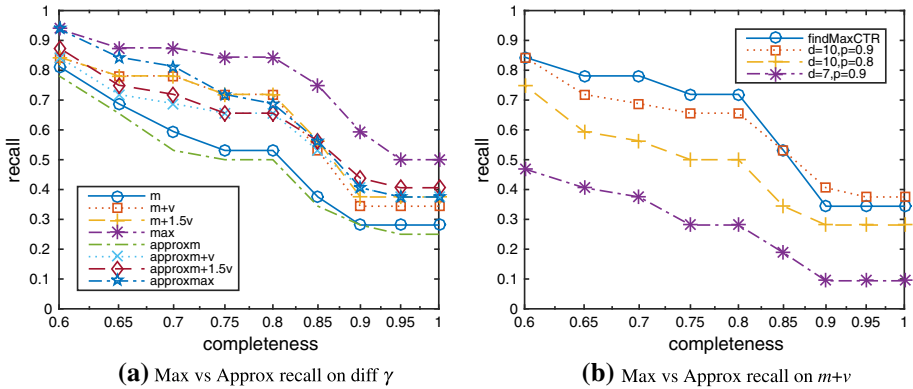 1
0.9
0.8
0.7
0.6
0.5
0.4
0.3
0.2
0.1
0
recall
m
m+v
m+1.5v
max
approxm
approxm+v
approxm+1.5v
approxmax
0.6 0.65 0.7 0.75 0.8 0.85 0.9 0.95 1
completeness
(a) Max vs Approx recall on diff γ
1
0.9
0.8
0.7
0.6
0.5
0.4
0.3
0.2
0.1
0
recall
findMaxCTR
d=10,p=0.9
d=10,p=0.8
d=7,p=0.9
0.6 0.65 0.7 0.75 0.8 0.85 0.9 0.95 1
completeness
(b) Max vs Approx recall on m+v